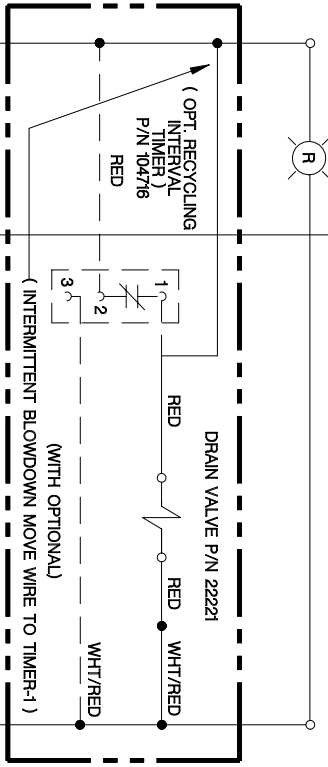 R
( OPT. RECYCLING
INTERVAL
TIMER )
P/N 104716
RED
1
2
3
RED
DRAIN VALVE P/N 22221
RED
WHT/RED
WHT/RED
(WITH OPTIONAL)
( INTERMITTENT BLOWDOWN MOVE WIRE TO TIMER-1 )